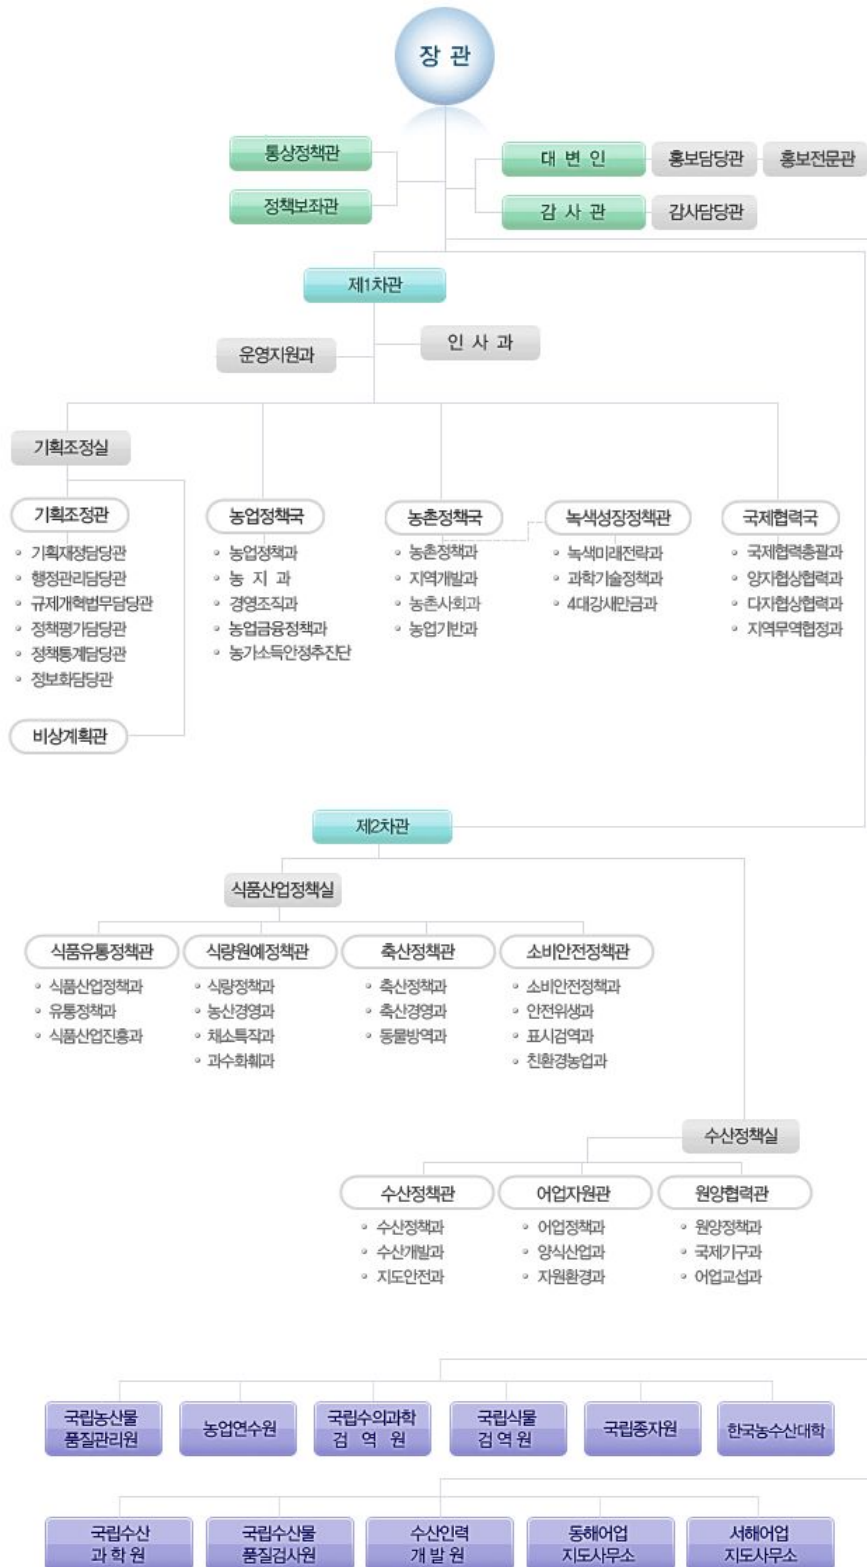 장 관
통상정책관
대 변 인 홍보담당관 홍보전문관
정책보좌관
감 사 관 감사담당관
제1차관
인 사 과
운영지원과
기획조정실
기획조정관
기획재정담당관
행정관리담당관
규제개혁법무담당관
정책평가담당관
정책통계담당관
정보화담당관
비상계획관
농업정책국
농업정책과
농 지 과
경영조직과
농업금융정책과
농가소득안정추진단
농촌정책국
농촌정책과
지역개발과
농촌사회과
농업기반과
녹색성장정책관
녹색미래전략과
과학기술정책과
4대강새만금과
국제협력국
국제협력총괄과
양자협상협력과
다자협상협력과
지역무역협정과
제2차관
식품산업정책실
식품유통정책관
식품산업정책과
유통정책과
식품산업진흥과
식량원예정책관
식량정책과
농산경영과
채소특작과
과수화훼과
축산정책관
축산정책과
축산경영과
동물방역과
소비안전정책관
소비안전정책과
안전위생과
표시검역과
친환경농업과
수산정책실
수산정책관
수산정책과
수산개발과
지도안전과
어업자원관
어업정책과
양식산업과
자원환경과
원양협력관
원양정책과
국제기구과
어업교섭과
국립농산물
품질관리원
농업연수원
국립수의과학
검 역 원
국립식물
검 역 원
국립종자원
한국농수산대학
국립수산
과 학 원
국립수산물
품질검사원
수산인력
개 발 원
동해어업
지도사무소
서해어업
지도사무소